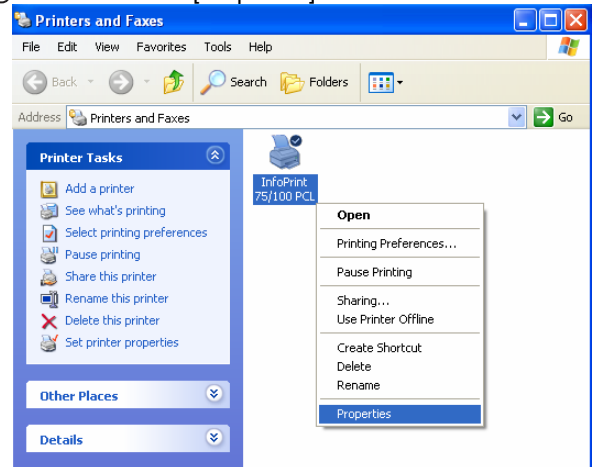 Printers and Faxes
File Edit View Favorites Tools Help
Back Search Folders
Address Printers and Faxes Go
Printer Tasks
Add a printer
See what's printing
Select printing preferences
Pause printing
Share this printer
Rename this printer
Delete this printer
Set printer properties
Other Places
Details
InfoPrint
75/100 PCL
Open
Printing Preferences...
Pause Printing
Sharing...
Use Printer Offline
Create Shortcut
Delete
Rename
Properties